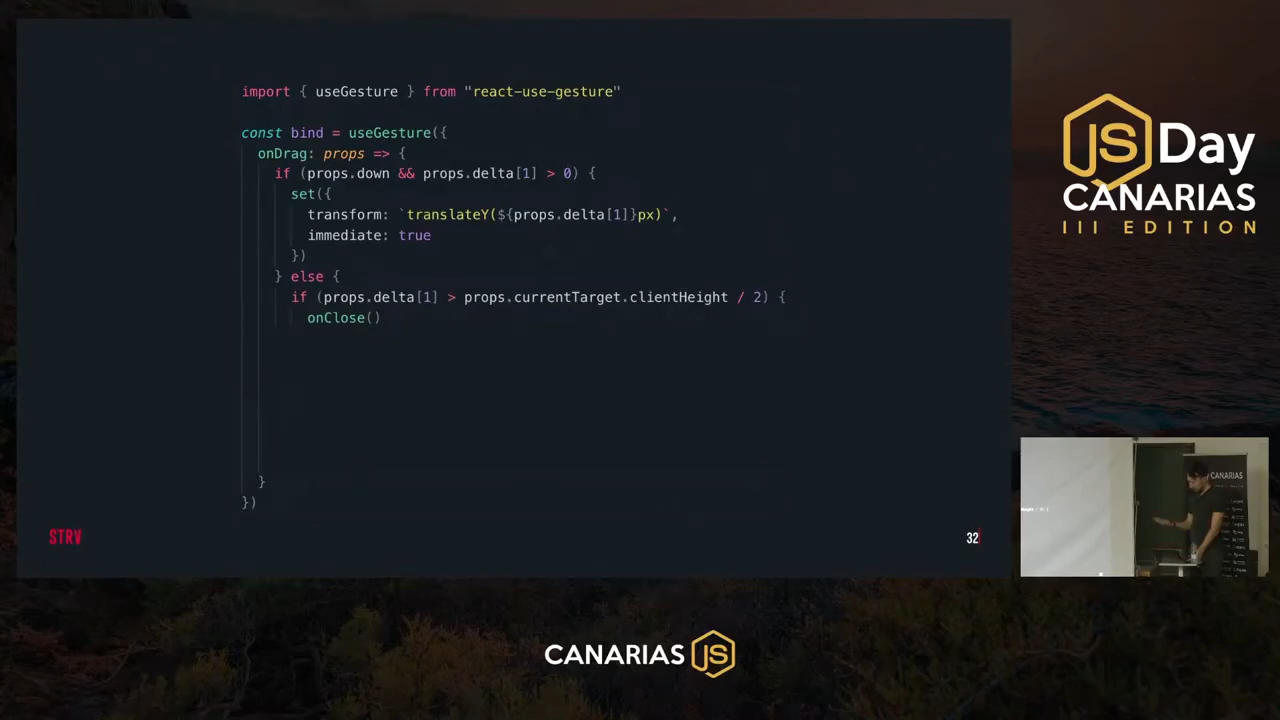 import { useGesture } from "react-use-gesture"
const bind = useGesture({
onDrag: props => {
if (props.down && props.delta[1] > 0) {
set({
transform: `translateY(${props.delta[1]}px)`,
immediate: true
})
} else {
if (props.delta[1] > props.currentTarget.clientHeight / 2) {
onClose()
}
})
STRV
32
JS Day
CANARIAS
III EDITION
CANARIAS
CANARIAS JS